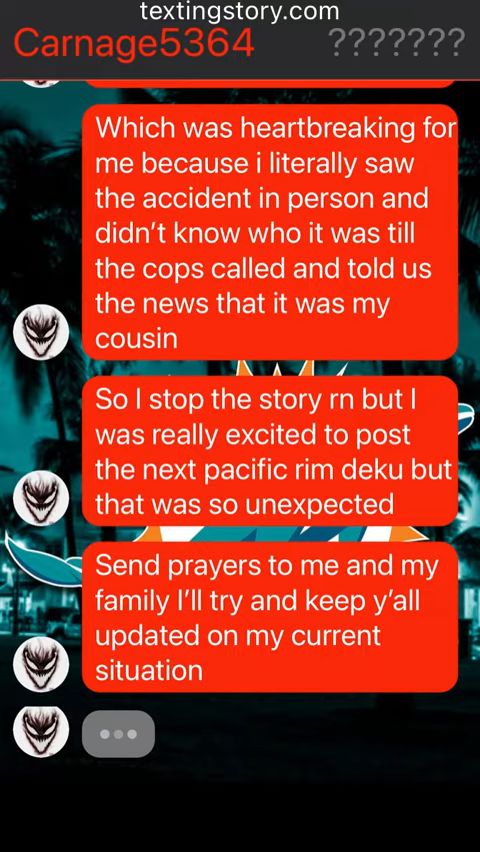 textingstory.com
Carnage5364
???????
Which was heartbreaking for
me because i literally saw
the accident in person and
didn’t know who it was till
the cops called and told us
the news that it was my
cousin
So I stop the story rn but I
was really excited to post
the next pacific rim deku but
that was so unexpected
Send prayers to me and my
family I’ll try and keep y’all
updated on my current
situation